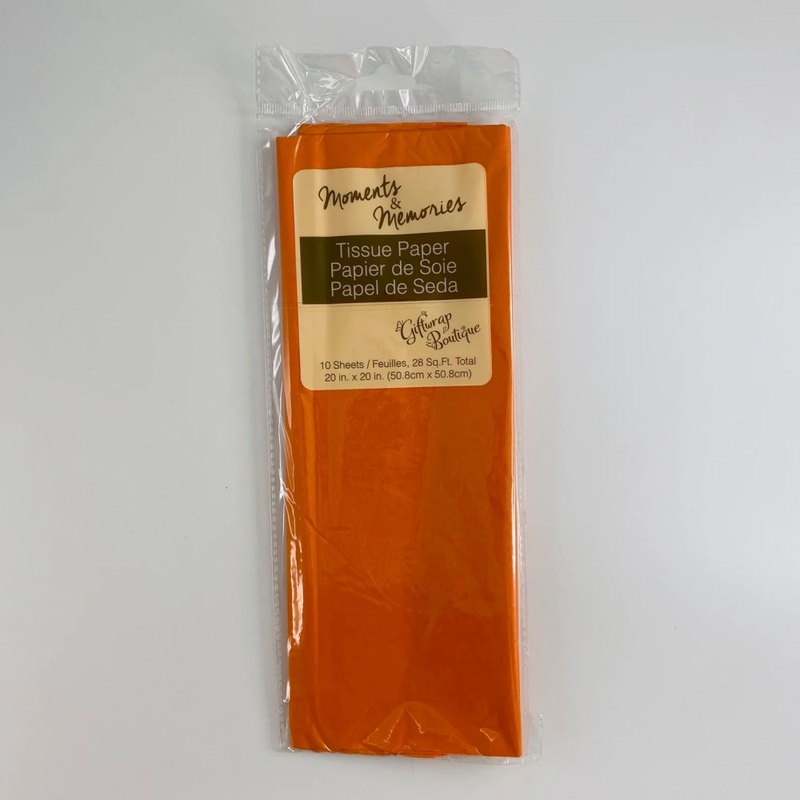 Moments
&
Memories
Tissue Paper
Papier de Soie
Papel de Seda
Giftwrap
Boutique
10 Sheets / Feuilles, 28 Sq.Ft. Total
20 in. x 20 in. (50.8cm x 50.8cm)